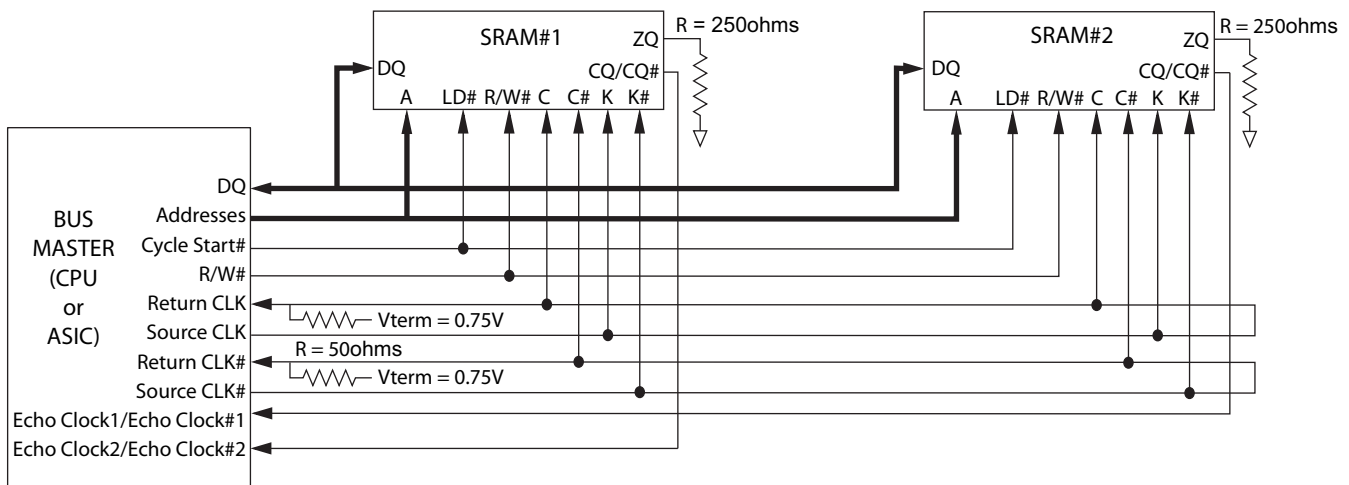 SRAM#1
ZQ
R = 250ohms
DQ
CQ/CQ#
A LD# R/W# C C# K K#
SRAM#2
ZQ
R = 250ohms
DQ
CQ/CQ#
A LD# R/W# C C# K K#
BUS
MASTER
(CPU
or
ASIC)
DQ
Addresses
Cycle Start#
R/W#
Return CLK
Vterm = 0.75V
Source CLK
R = 50ohms
Return CLK#
Vterm = 0.75V
Source CLK#
Echo Clock1/Echo Clock#1
Echo Clock2/Echo Clock#2